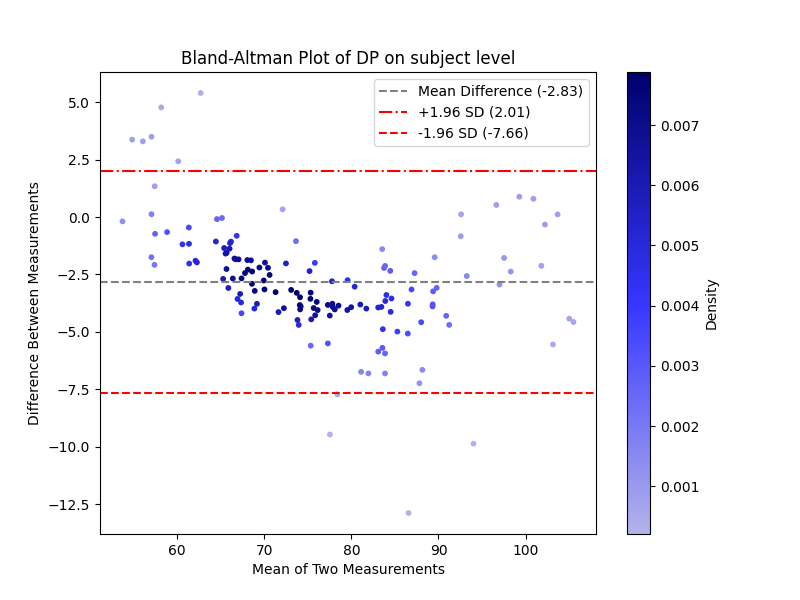 Bland-Altman Plot of DP on subject level
Mean Difference (-2.83)
+1.96 SD (2.01)
-1.96 SD (-7.66)
5.0
2.5
0.0
−2.5
−5.0
−7.5
−10.0
−12.5
Difference Between Measurements
60
70
80
90
100
Mean of Two Measurements
0.007
0.006
0.005
0.004
0.003
0.002
0.001
Density